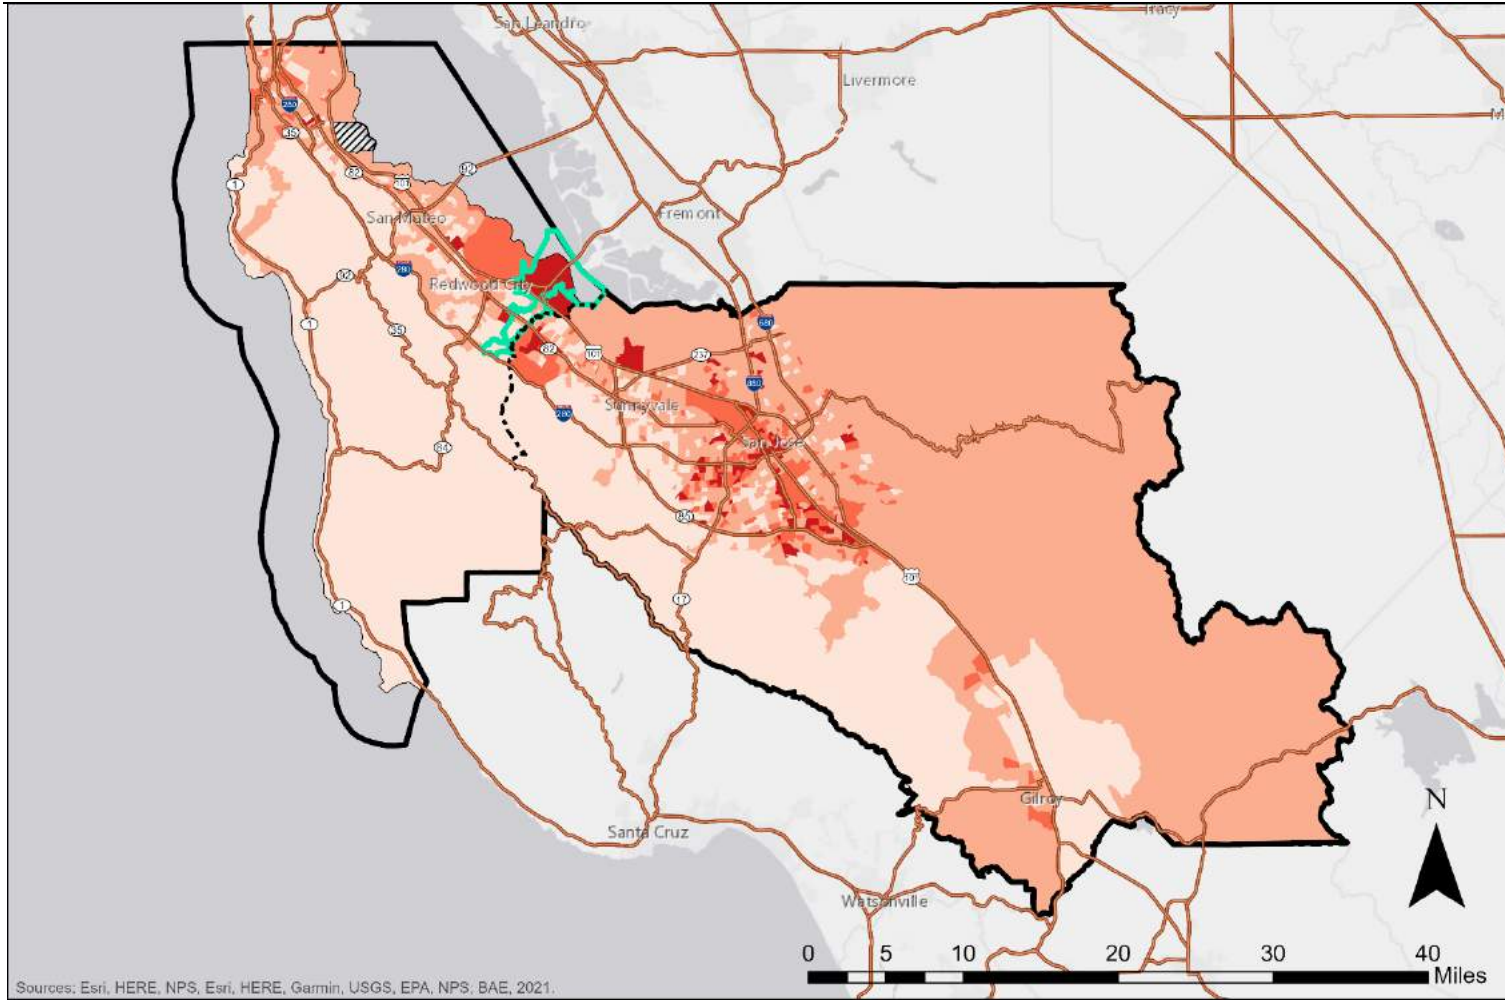 San Leandro
Tracy
Livermore
M
280
35
82
101
92
1
San Mateo
Fremont
280
92
Redwood City
1
35
680
82
101
237
880
280
Sunnyvale
San Jose
84
85
101
1
17
N
Gilroy
Santa Cruz
Watsonville
0 5 10 20 30 40
Miles
Sources: Esri, HERE, NPS, Esri, HERE, Garmin, USGS, EPA, NPS, BAE, 2021.